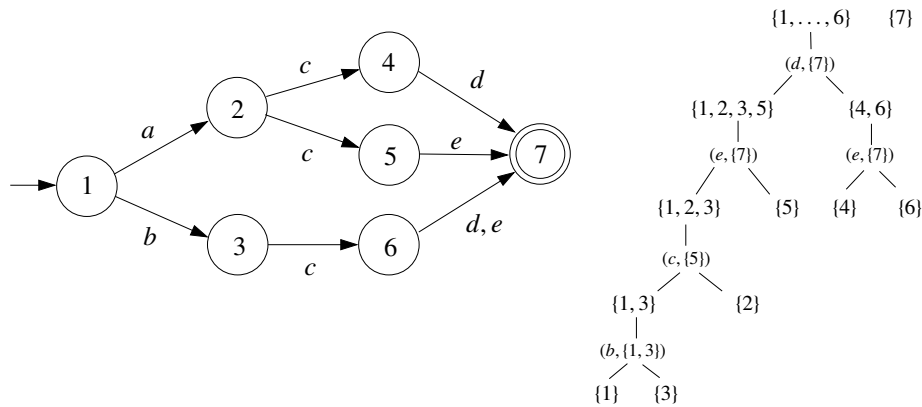 {1, . . . , 6} {7}
(d, {7})
{1, 2, 3, 5} {4, 6}
(e, {7}) (e, {7})
{1, 2, 3} {5} {4} {6}
(c, {5})
{1, 3} {2}
(b, {1, 3})
{1} {3}
c
4
d
2
a
c
5
e
7
1
b
3
c
6
d, e